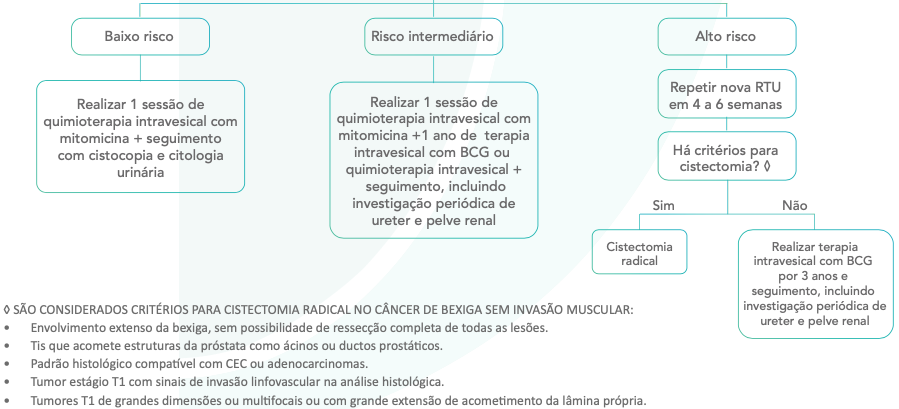 Baixo risco
Risco intermediário
Alto risco
Realizar 1 sessão de
quimioterapia intravesical com
mitomicina + seguimento
com cistocopia e citologia
urinária
Realizar 1 sessão de
quimioterapia intravesical com
mitomicina +1 ano de terapia
intravesical com BCG ou
quimioterapia intravesical +
seguimento, incluindo
investigação periódica de
ureter e pelve renal
Repetir nova RTU
em 4 a 6 semanas
Há critérios para
cistectomia? ◊
Sim
Não
Cistectomia
radical
Realizar terapia
intravesical com BCG
por 3 anos e
seguimento, incluindo
investigação periódica de
ureter e pelve renal
◊ SÃO CONSIDERADOS CRITÉRIOS PARA CISTECTOMIA RADICAL NO CÂNCER DE BEXIGA SEM INVASÃO MUSCULAR:
• Envolvimento extenso da bexiga, sem possibilidade de ressecção completa de todas as lesões.
• Tis que acomete estruturas da próstata como ácinos ou ductos prostáticos.
• Padrão histológico compatível com CEC ou adenocarcinomas.
• Tumor estágio T1 com sinais de invasão linfovascular na análise histológica.
• Tumores T1 de grandes dimensões ou multifocais ou com grande extensão de acometimento da lâmina própria.